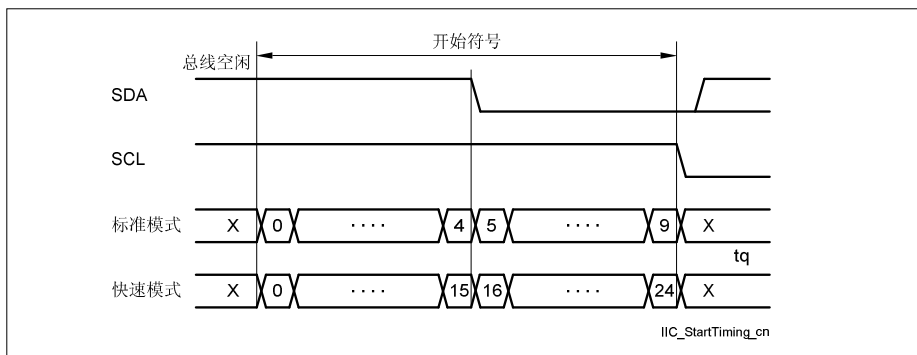 开始符号
总线空闲
SDA
SCL
标准模式 X 0 ···· 4 5 ···· 9 X
tq
快速模式 X 0 ···· 15 16 ···· 24 X
IIC_StartTiming_cn